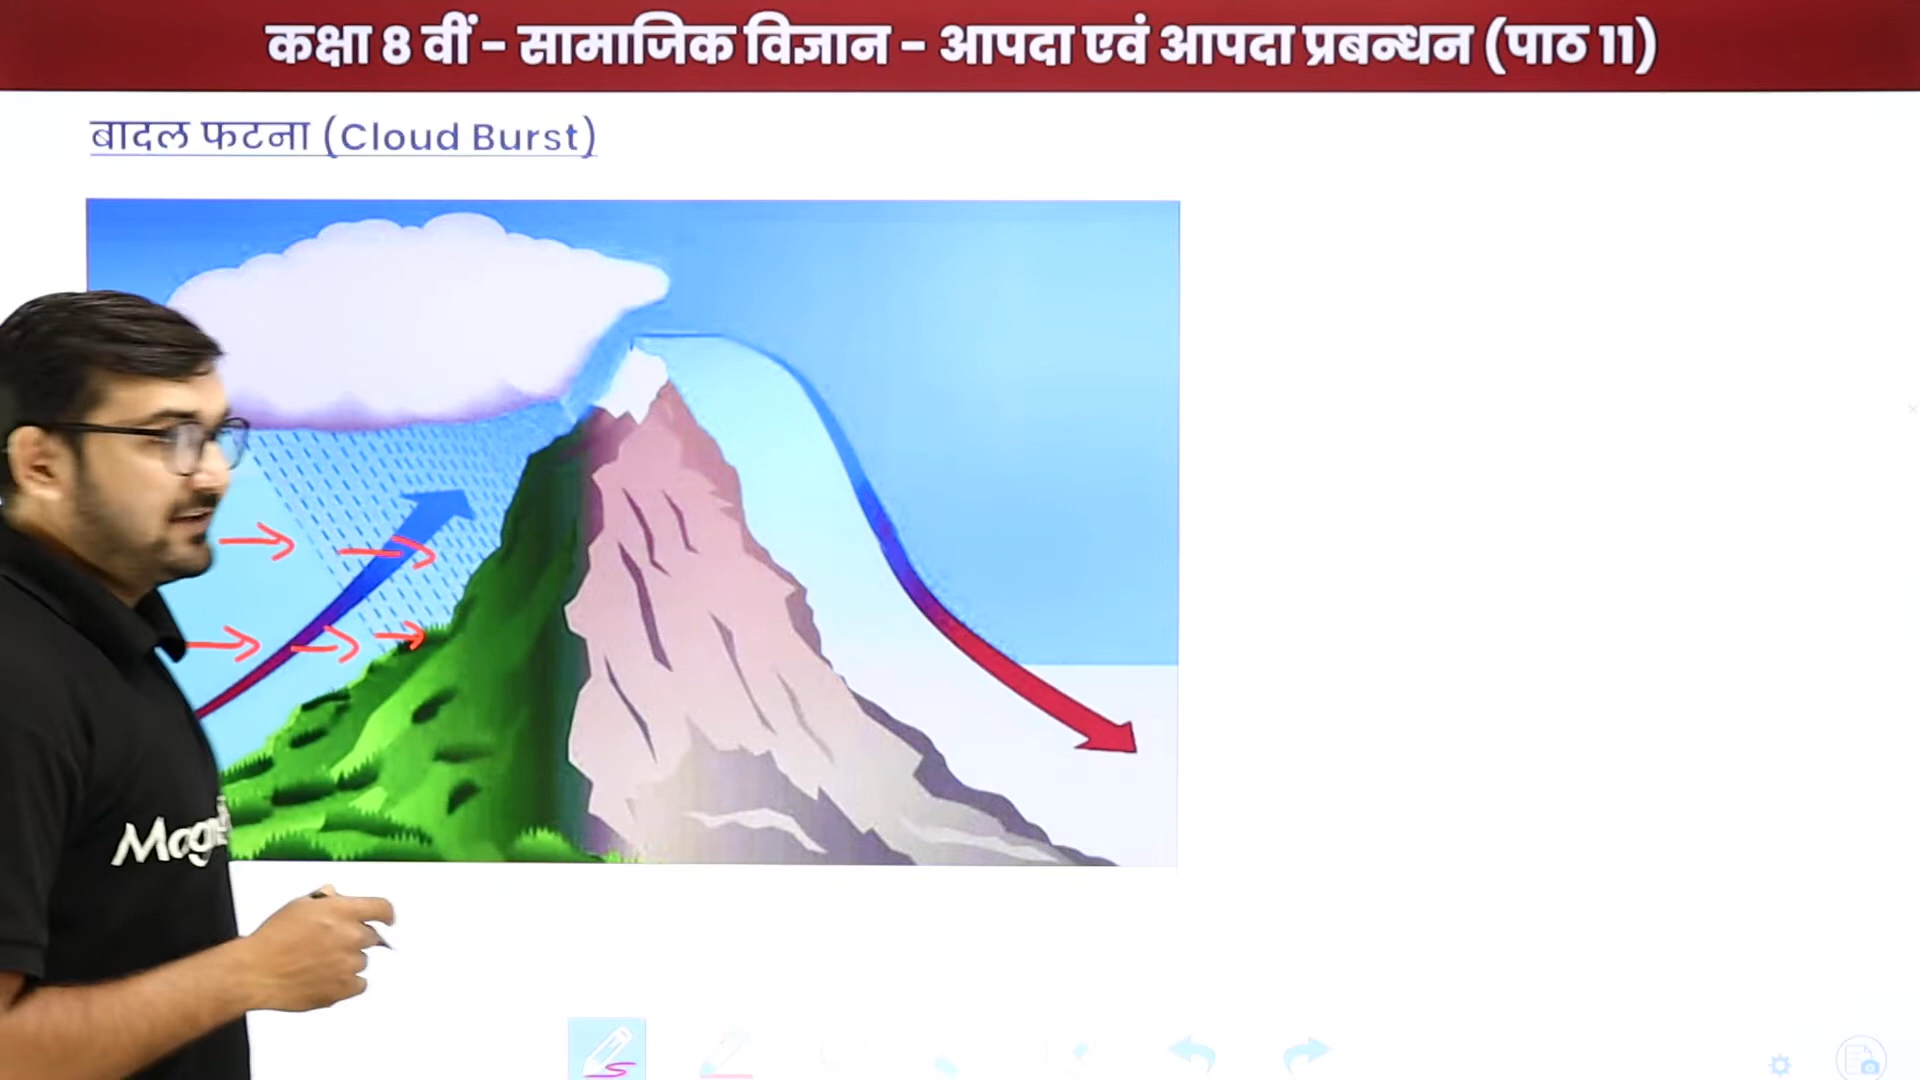 कक्षा 8 वीं - सामाजिक विज्ञान - आपदा एवं आपदा प्रबन्धन (पाठ 11)
बादल फटना (Cloud Burst)